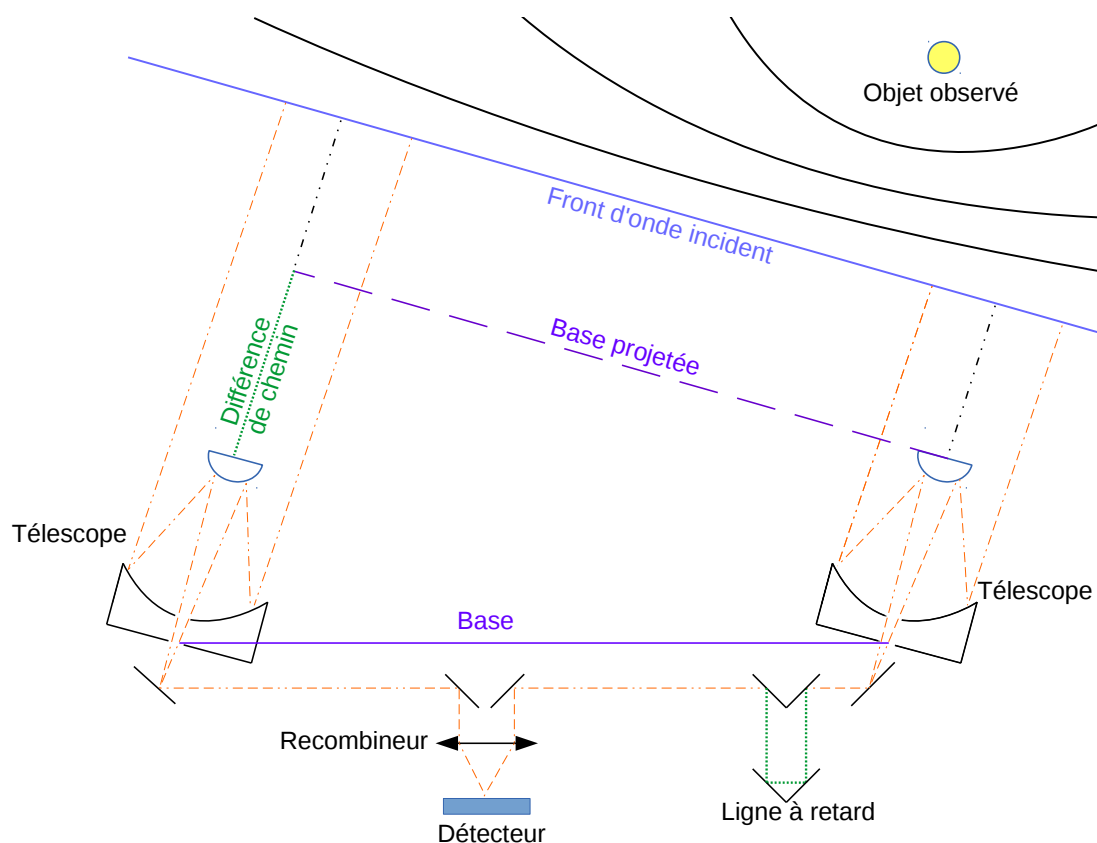 Objet observé
Front d'onde incident
Base projetée
Différence
de chemin
Télescope
Télescope
Base
Recombineur
Ligne à retard
Détecteur